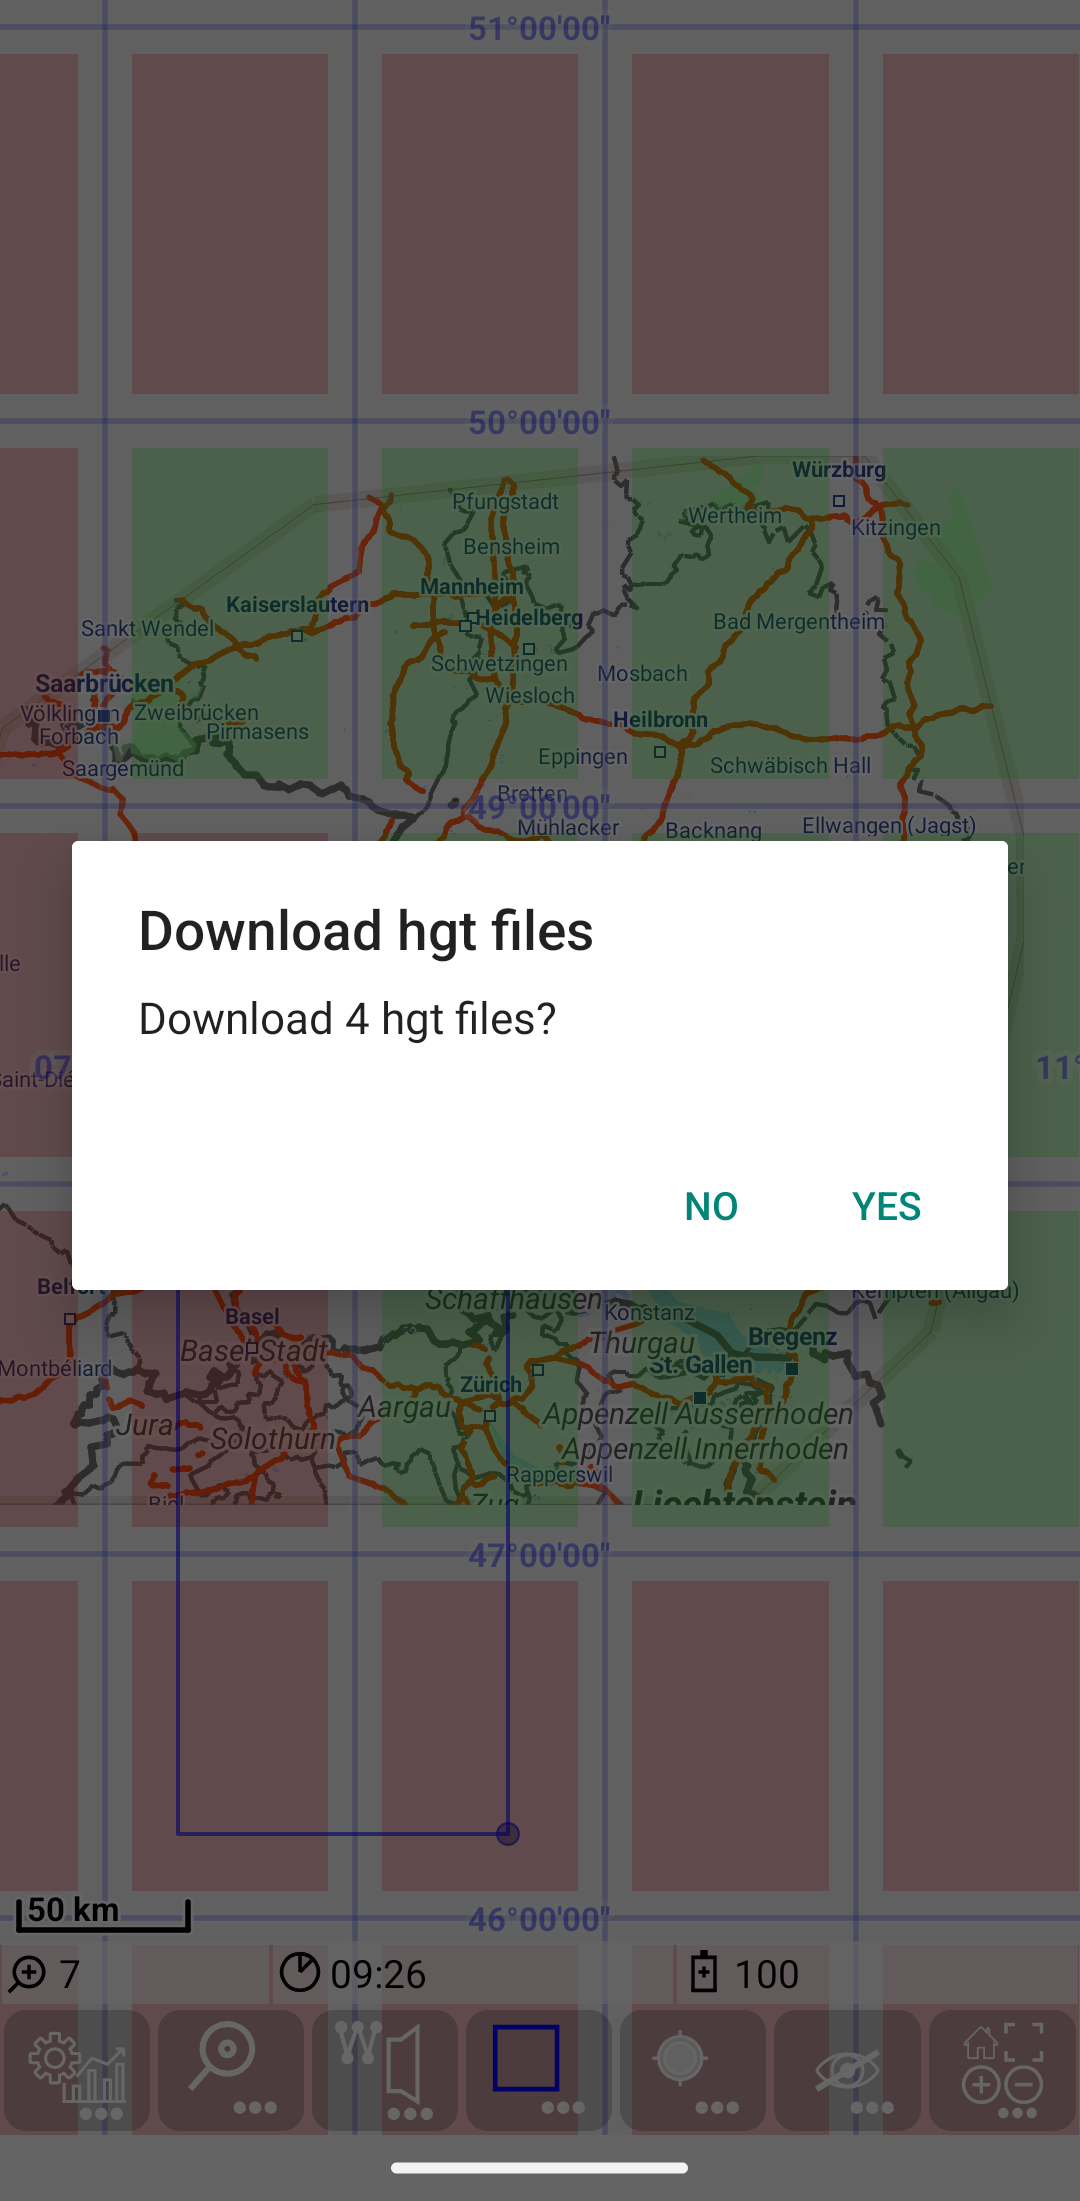 51°00'00"
50°00'00"
Würzburg
Pfungstadt
Wertheim
Kitzingen
Bensheim
Mannheim
Kaiserslautern
Heidelberg
Sankt Wendel
Bad Mergentheim
Schwetzingen
Mosbach
Saarbrücken
Wiesloch
Völklingen
Zweibrücken
Heilbronn
Forbach
Pirmasens
Eppingen
Schwäbisch Hall
Saargemünd
Bretten
49°00'00"
Mühlacker
Backnang
Ellwangen (Jagst)
er
Download hgt files
lle
Download 4 hgt files?
07
11°
Saint-Dié
NO
YES
Belfort
Schaffhausen
Konstanz
Kempten (Allgäu)
Basel
Thurgau
Bregenz
Basel-Stadt
St. Gallen
Montbéliard
Zürich
Aargau
Appenzell Ausserrhoden
Jura
Solothurn
Appenzell Innerrhoden
Rapperswil
Biel
Zug
Liechtenstein
47°00'00"
50 km
46°00'00"
7
09:26
100